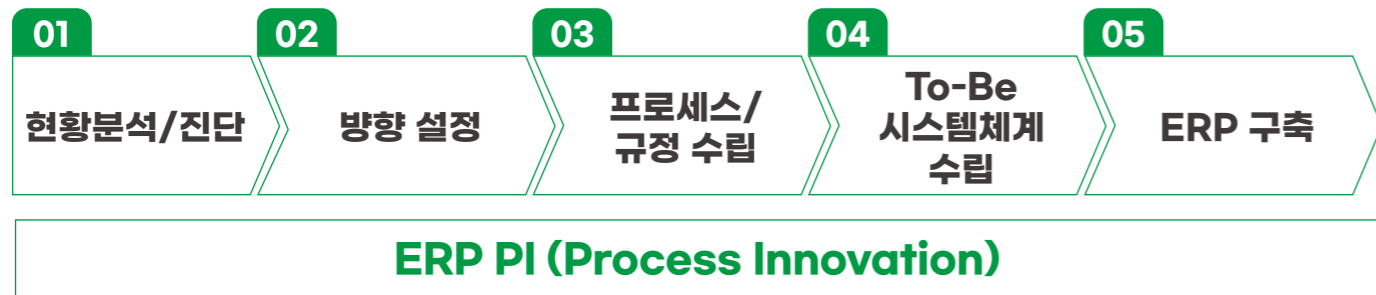 01
현황분석/진단
02
뱡향 설정
03
프로세스/
규정 수립
04
To-Be
시스템체계
수립
05
ERP 구축
ERP PI (Process Innovation)